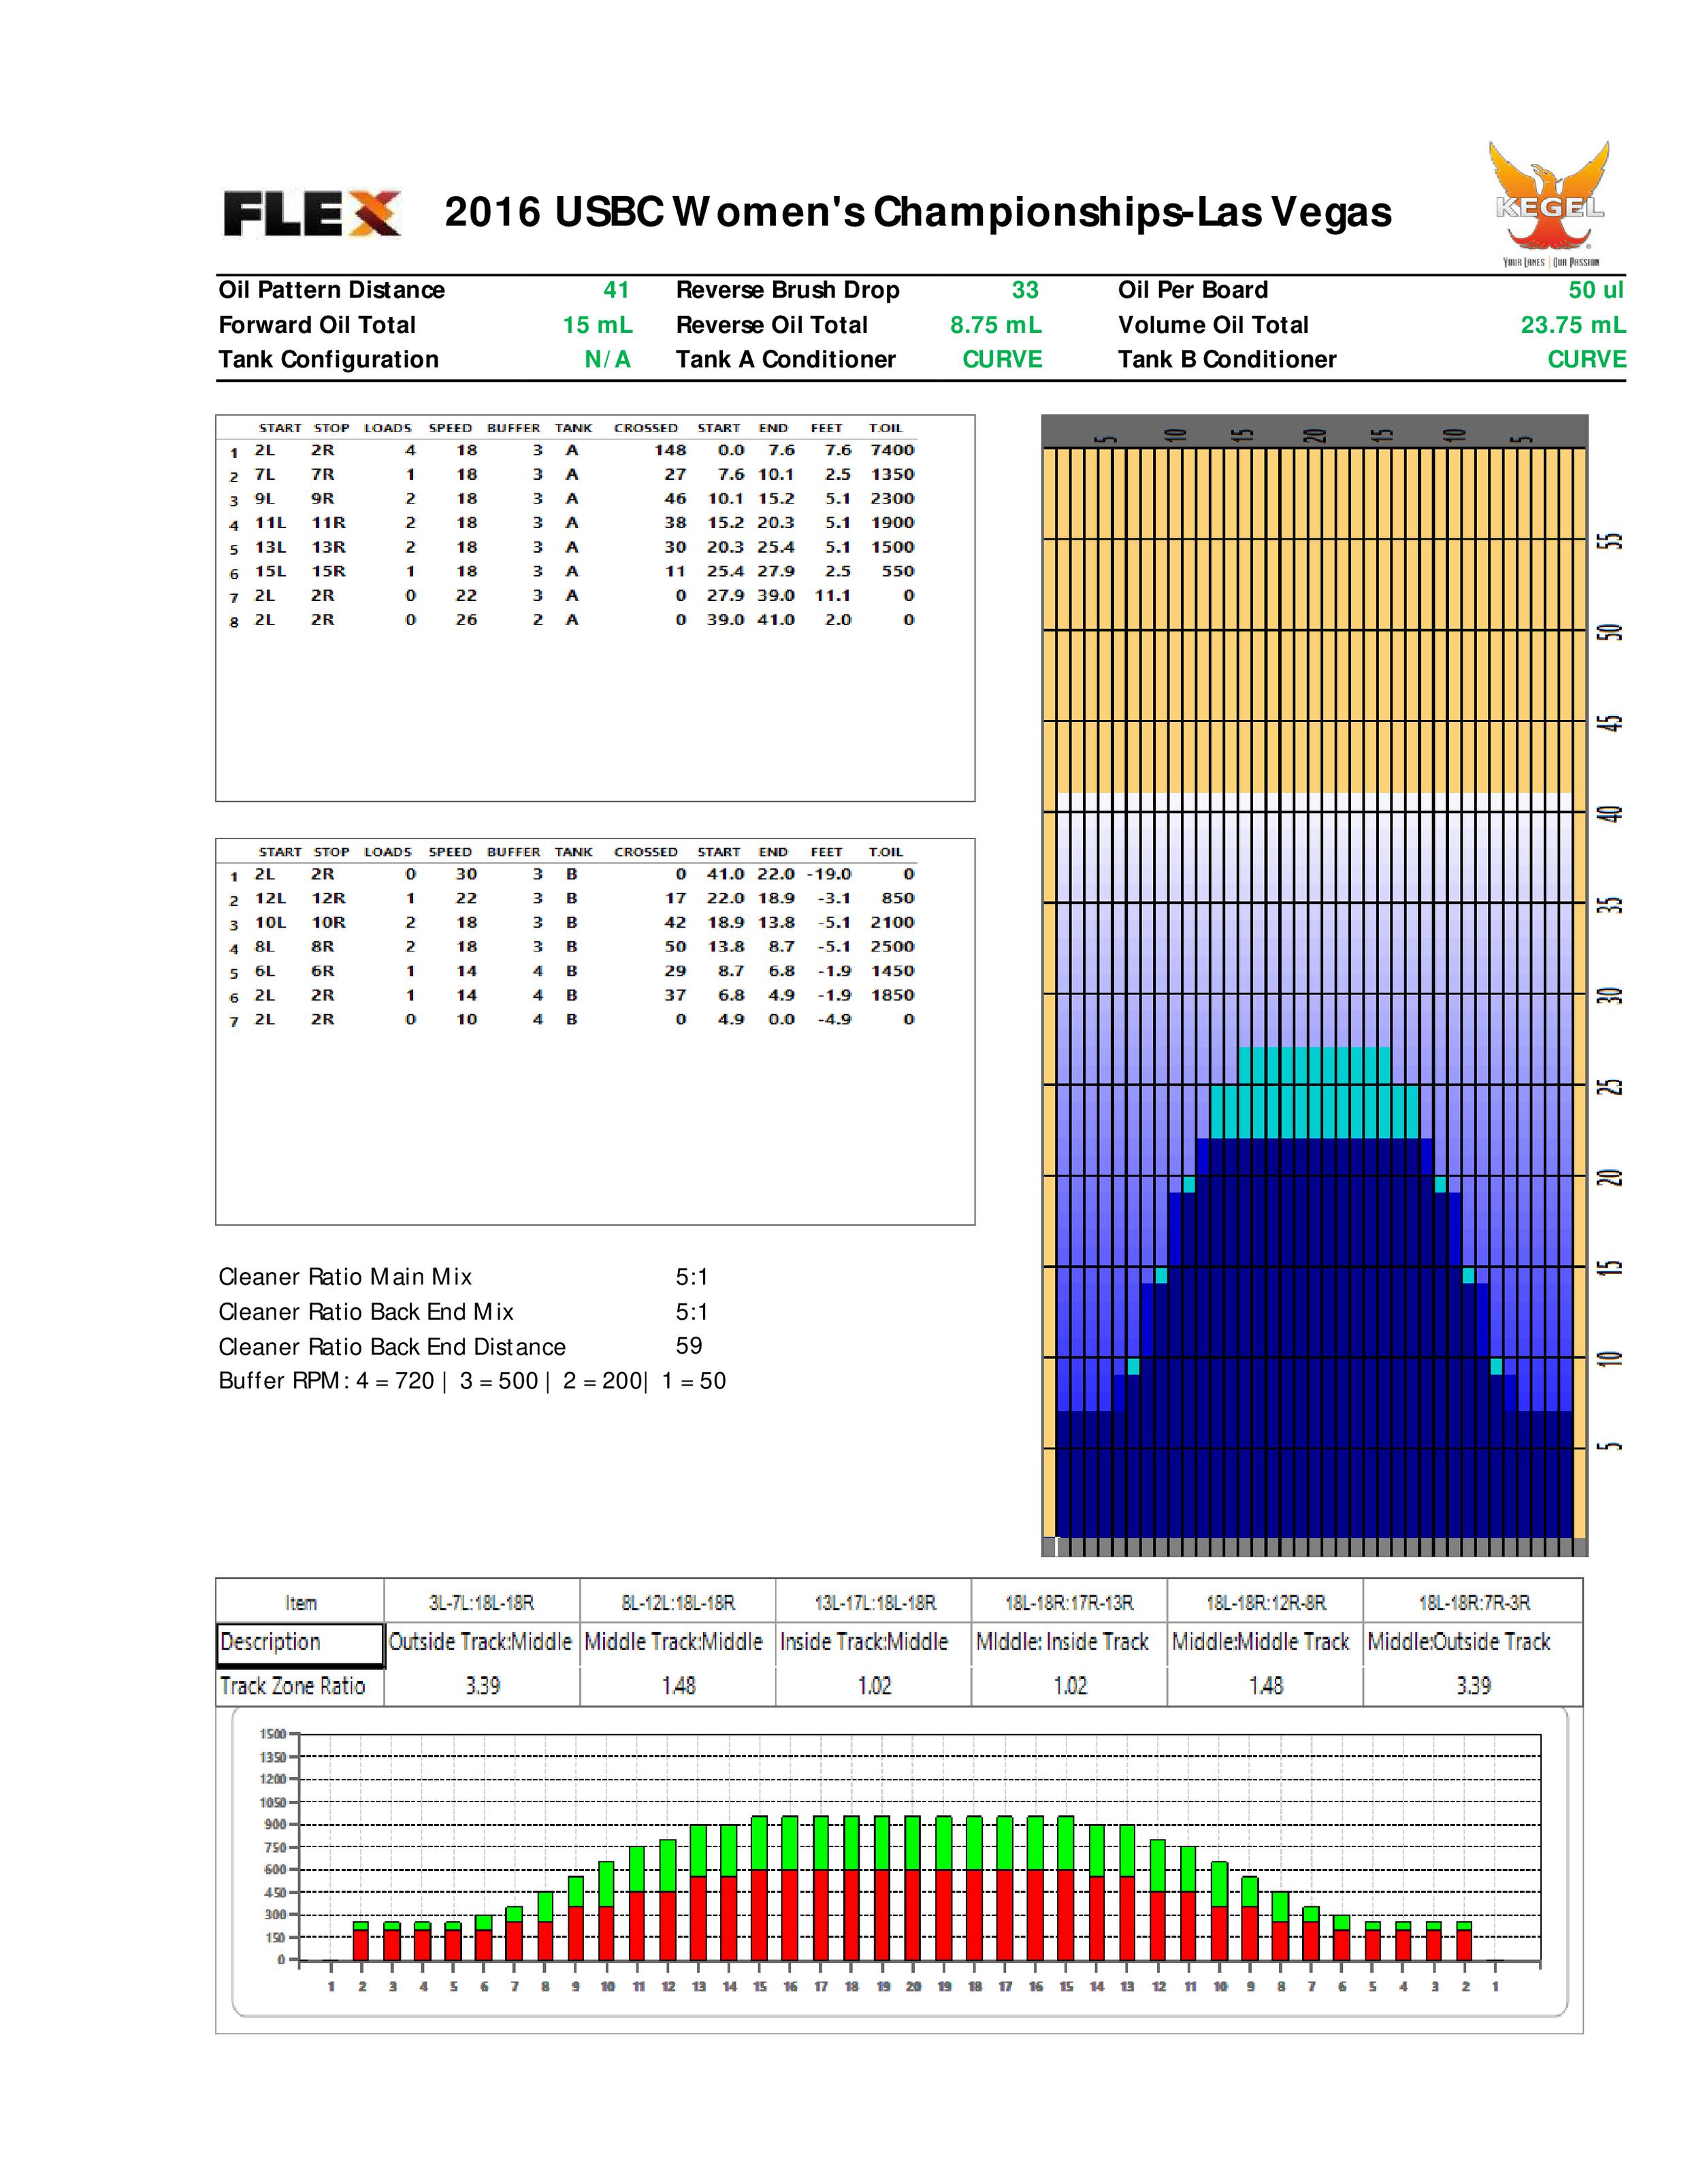 FLEX 2016 USBC Women's Championships-Las Vegas
KEGEL
YOUR LANES | OUR PASSION
Oil Pattern Distance 41 Reverse Brush Drop 33 Oil Per Board 50 ul
Forward Oil Total 15 mL Reverse Oil Total 8.75 mL Volume Oil Total 23.75 mL
Tank Configuration N/A Tank A Conditioner CURVE Tank B Conditioner CURVE
START STOP LOADS SPEED BUFFER TANK CROSSED START END FEET T.OIL
1 2L 2R 4 18 3 A 148 0.0 7.6 7.6 7400
2 7L 7R 1 18 3 A 27 7.6 10.1 2.5 1350
3 9L 9R 2 18 3 A 46 10.1 15.2 5.1 2300
4 11L 11R 2 18 3 A 38 15.2 20.3 5.1 1900
5 13L 13R 2 18 3 A 30 20.3 25.4 5.1 1500
6 15L 15R 1 18 3 A 11 25.4 27.9 2.5 550
7 2L 2R 0 22 3 A 0 27.9 39.0 11.1 0
8 2L 2R 0 26 2 A 0 39.0 41.0 2.0 0
START STOP LOADS SPEED BUFFER TANK CROSSED START END FEET T.OIL
1 2L 2R 0 30 3 B 0 41.0 22.0 -19.0 0
2 12L 12R 1 22 3 B 17 22.0 18.9 -3.1 850
3 10L 10R 2 18 3 B 42 18.9 13.8 -5.1 2100
4 8L 8R 2 18 3 B 50 13.8 8.7 -5.1 2500
5 6L 6R 1 14 4 B 29 8.7 6.8 -1.9 1450
6 2L 2R 1 14 4 B 37 6.8 4.9 -1.9 1850
7 2L 2R 0 10 4 B 0 4.9 0.0 -4.9 0
Cleaner Ratio Main Mix 5:1
Cleaner Ratio Back End Mix 5:1
Cleaner Ratio Back End Distance 59
Buffer RPM: 4 = 720 | 3 = 500 | 2 = 200| 1 = 50
5 10 15 20 15 10 5
55
50
45
40
35
30
25
20
15
10
5
Item 3L-7L:18L-18R 8L-12L:18L-18R 13L-17L:18L-18R 18L-18R:17R-13R 18L-18R:12R-8R 18L-18R:7R-3R
Description Outside Track:Middle Middle Track:Middle Inside Track:Middle MIddle: Inside Track Middle:Middle Track Middle:Outside Track
Track Zone Ratio 3.39 1.48 1.02 1.02 1.48 3.39
1500
1350
1200
1050
900
750
600
450
300
150
0
1 2 3 4 5 6 7 8 9 10 11 12 13 14 15 16 17 18 19 20 19 18 17 16 15 14 13 12 11 10 9 8 7 6 5 4 3 2 1